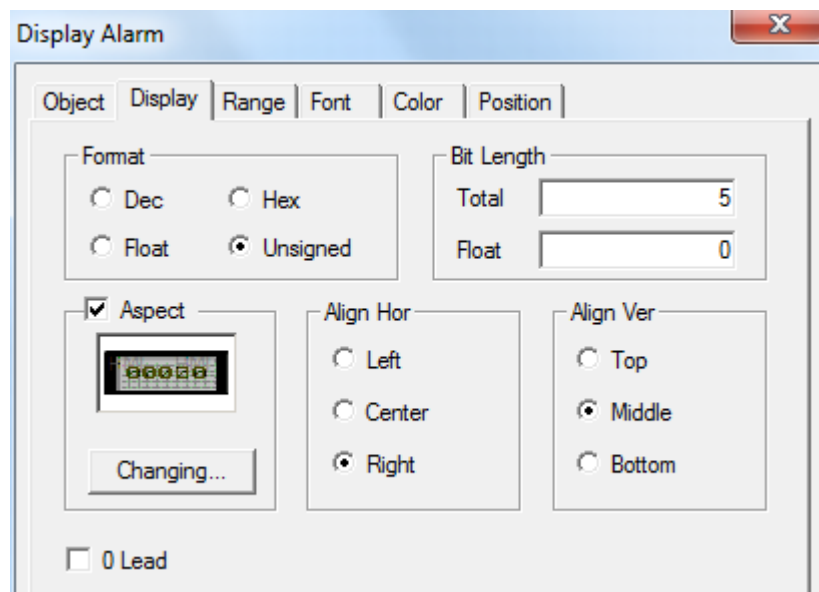 Display Alarm
Object Display Range Font Color Position
Format
Dec Hex
Float Unsigned
Bit Length
Total 5
Float 0
Aspect
Changing...
Align Hor
Left
Center
Right
Align Ver
Top
Middle
Bottom
0 Lead